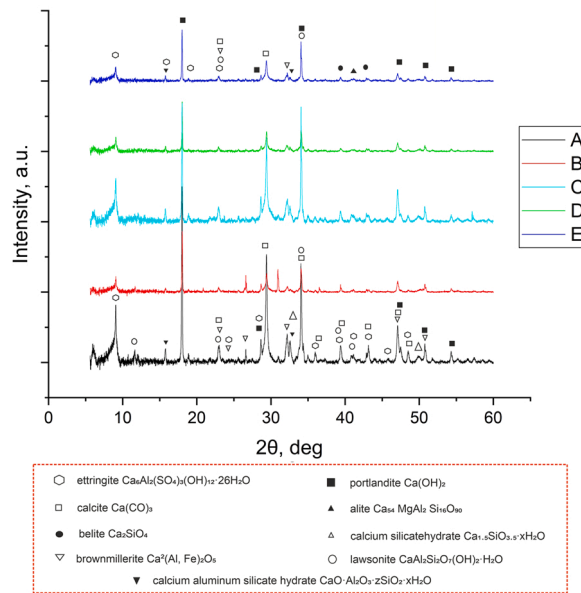 Intensity, a.u.
A
B
C
D
E
0 10 20 30 40 50 60
2θ, deg
ettringite Ca₆Al₂(SO₄)₃(OH)₁₂·26H₂O
portlandite Ca(OH)₂
calcite Ca(CO)₃
alite Ca₅₄ MgAl₂ Si₁₆O₉₀
belite Ca₂SiO₄
calcium silicatehydrate Ca₁.₅SiO₃.₅·xH₂O
brownmillerite Ca²(Al, Fe)₂O₅
lawsonite CaAl₂Si₂O₇(OH)₂·H₂O
calcium aluminum silicate hydrate CaO·Al₂O₃·zSiO₂·xH₂O